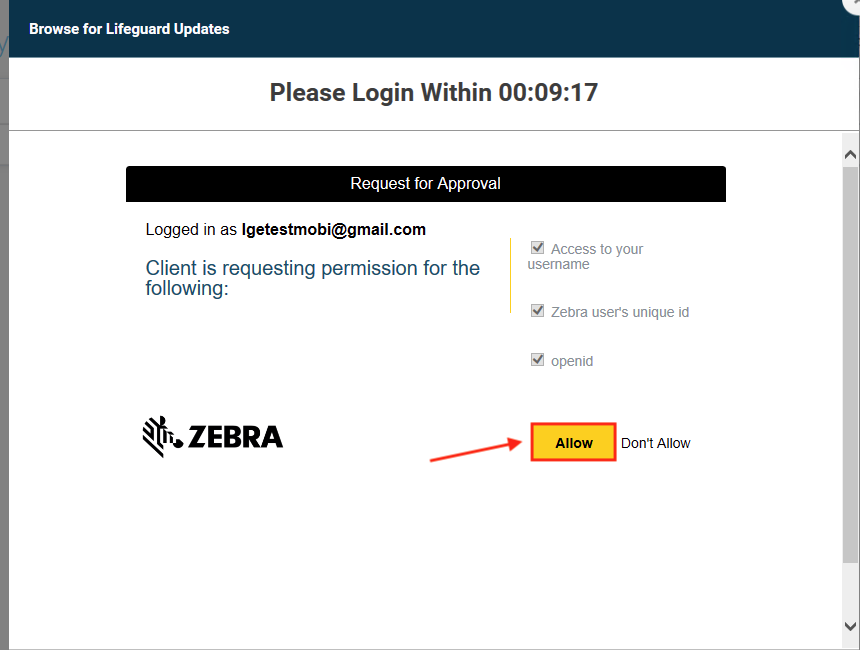 Browse for Lifeguard Updates
Please Login Within 00:09:17
Request for Approval
Logged in as lgetestmobi@gmail.com
Client is requesting permission for the
following:
Access to your
username
Zebra user's unique id
openid
ZEBRA
Allow
Don't Allow